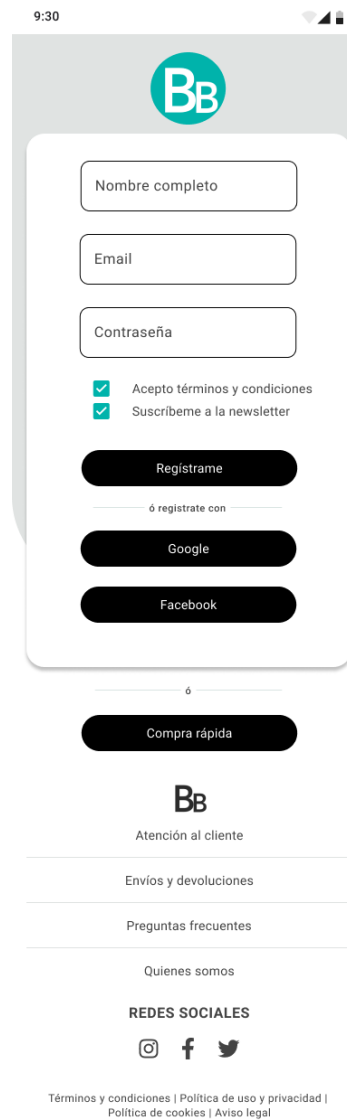 9:30
BB
Nombre completo
Email
Contraseña
Acepto términos y condiciones
Suscríbeme a la newsletter
Regístrame
ó registrate con
Google
Facebook
ó
Compra rápida
BB
Atención al cliente
Envíos y devoluciones
Preguntas frecuentes
Quienes somos
REDES SOCIALES
Términos y condiciones | Política de uso y privacidad |
Política de cookies | Aviso legal